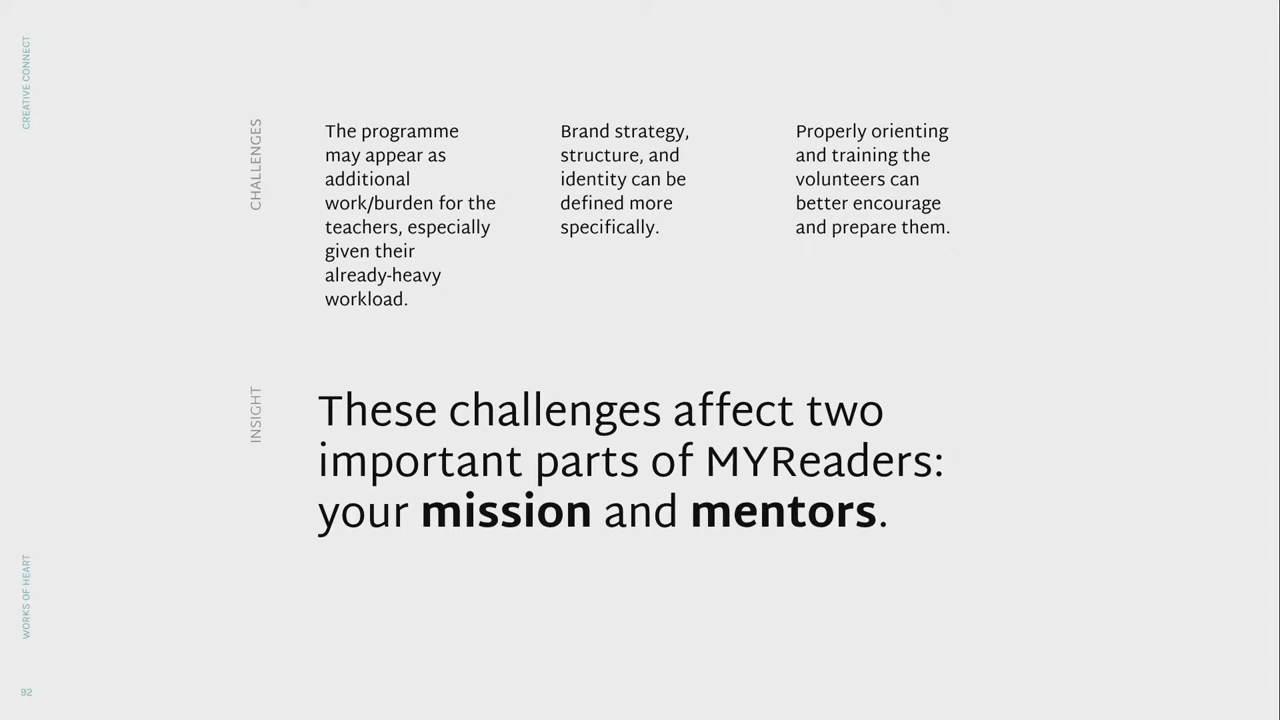 CREATIVE CONNECT
CHALLENGES
The programme
may appear as
additional
work/burden for the
teachers, especially
given their
already-heavy
workload.
Brand strategy,
structure, and
identity can be
defined more
specifically.
Properly orienting
and training the
volunteers can
better encourage
and prepare them.
INSIGHT
These challenges affect two
important parts of MYReaders:
your mission and mentors.
WORKS OF HEART
92